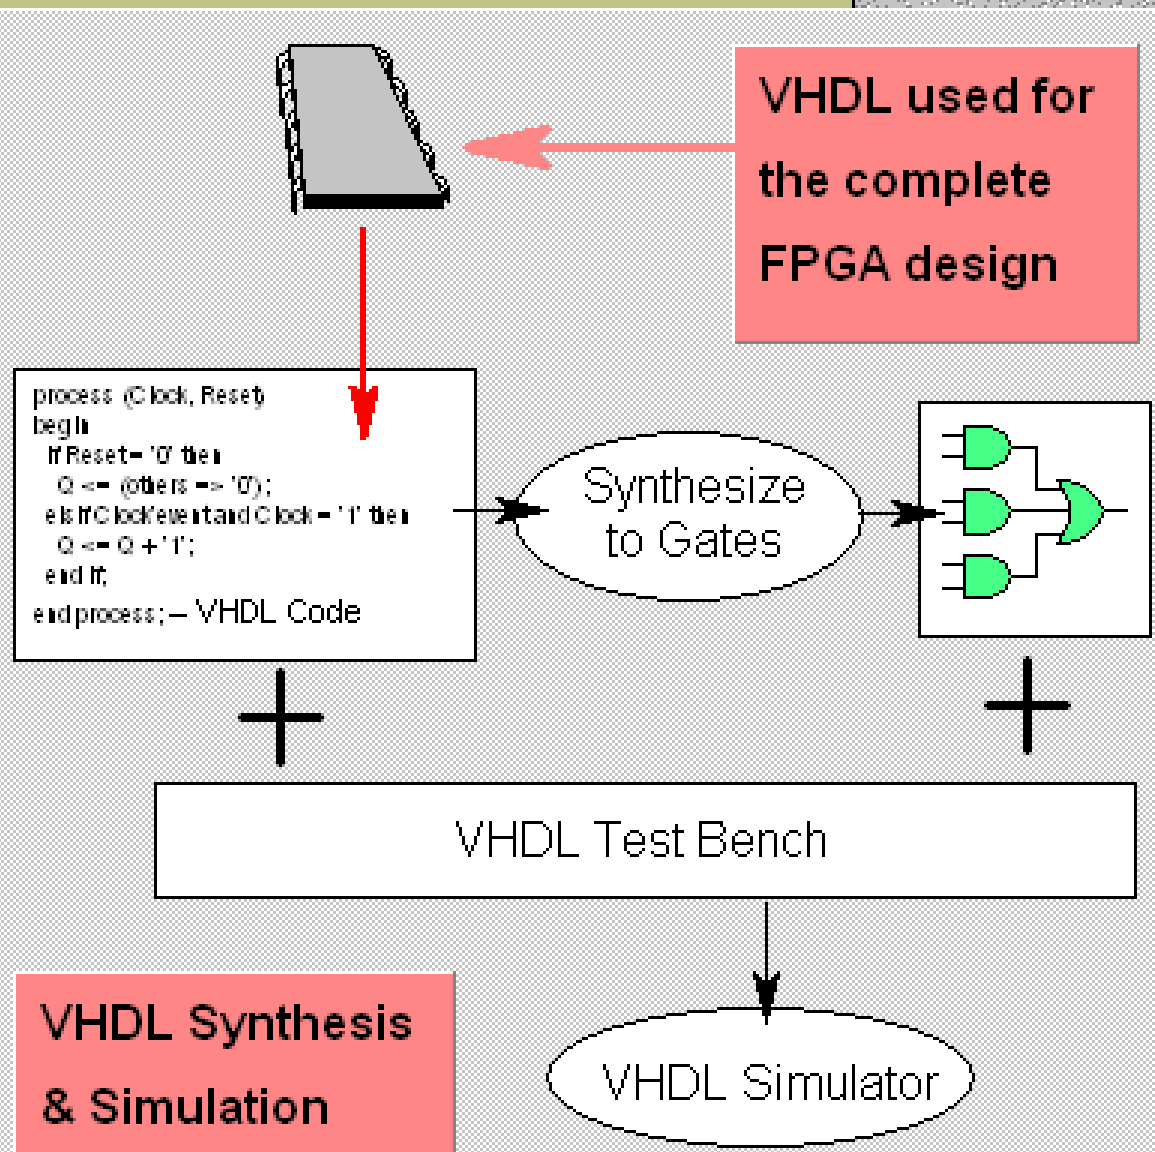 VHDL used for
the complete
FPGA design
process (Clock, Reset)
begin
if Reset = '0' then
Q <= (others => '0');
elsif Clock'event and Clock = '1' then
Q <= Q + '1';
end if;
end process; -- VHDL Code
Synthesize
to Gates
VHDL Test Bench
VHDL Synthesis
& Simulation
VHDL Simulator